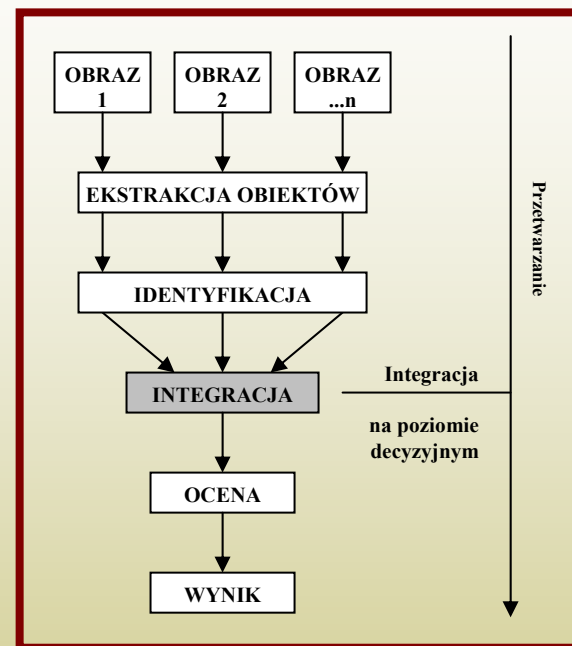 OBRAZ
1
OBRAZ
2
OBRAZ
...n
EKSTRAKCJA OBIEKTÓW
IDENTYFIKACJA
INTEGRACJA
OCENA
WYNIK
Przetwarzanie
Integracja
na poziomie
decyzyjnym